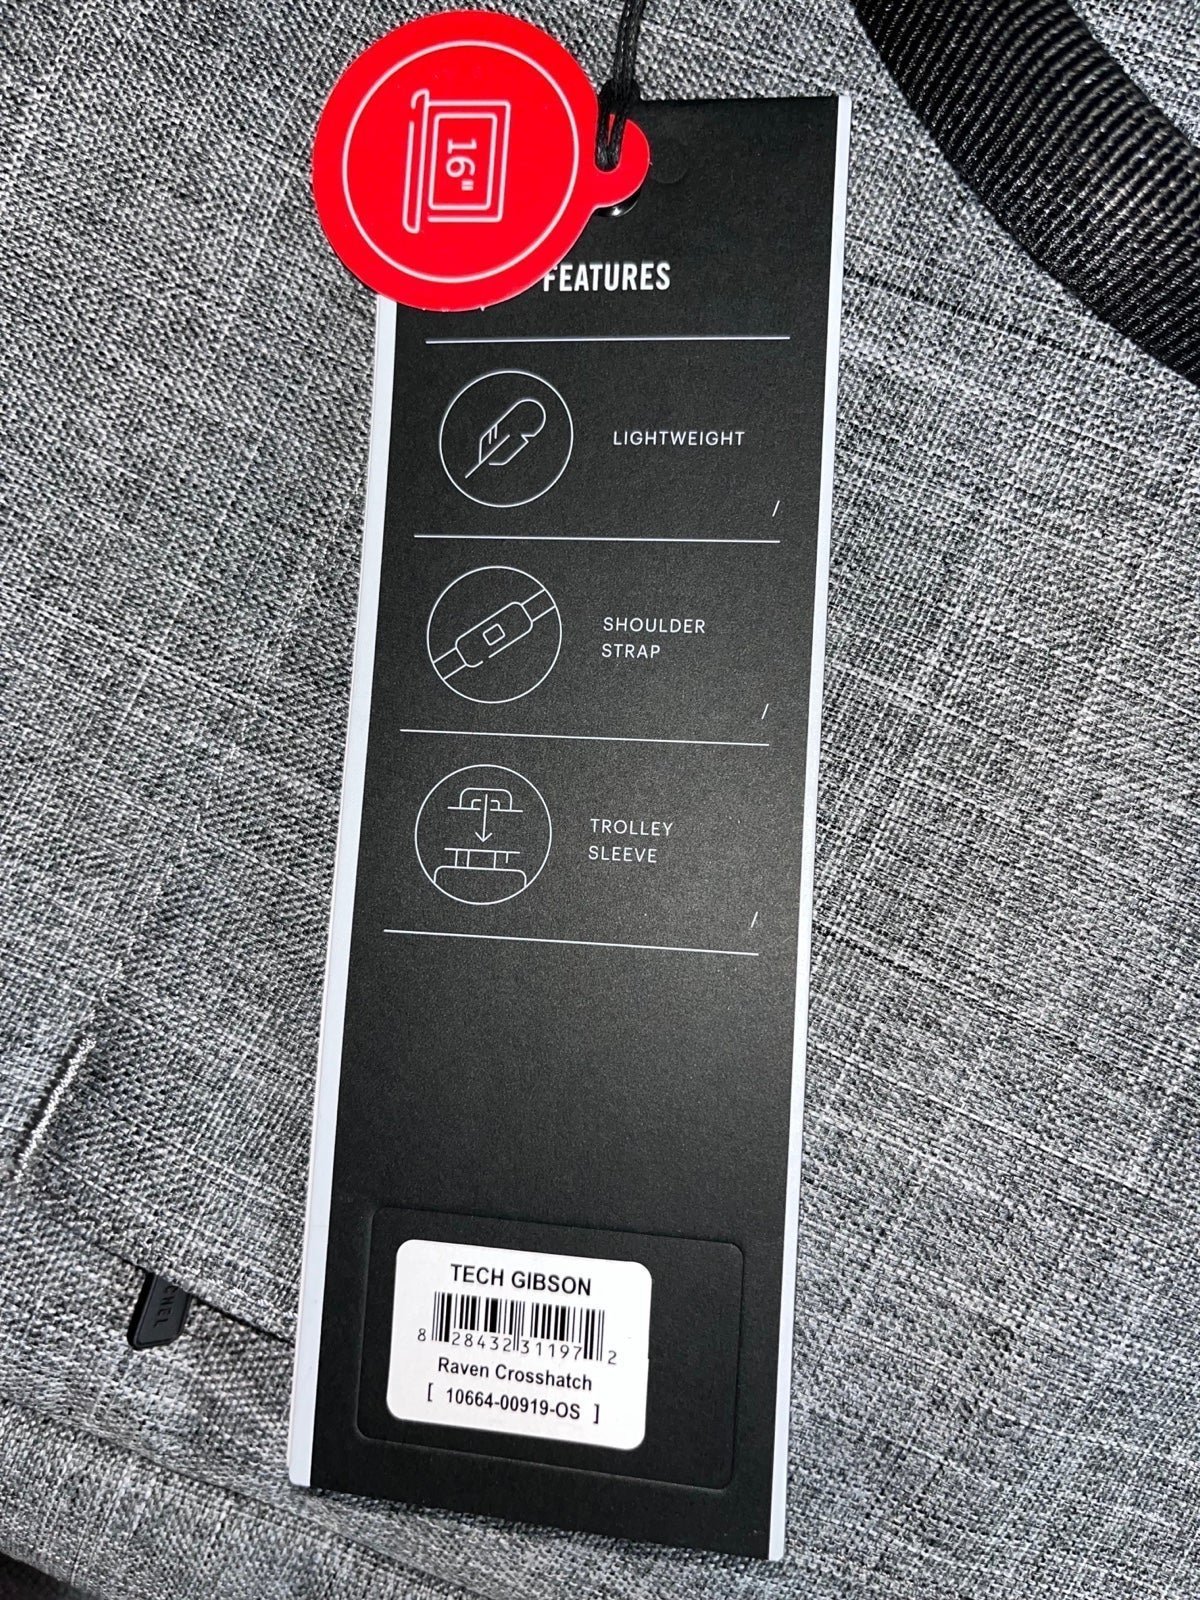 16"
FEATURES
LIGHTWEIGHT
/
SHOULDER
STRAP
/
TROLLEY
SLEEVE
/
TECH GIBSON
8 28432 31197 2
Raven Crosshatch
[ 10664-00919-OS ]